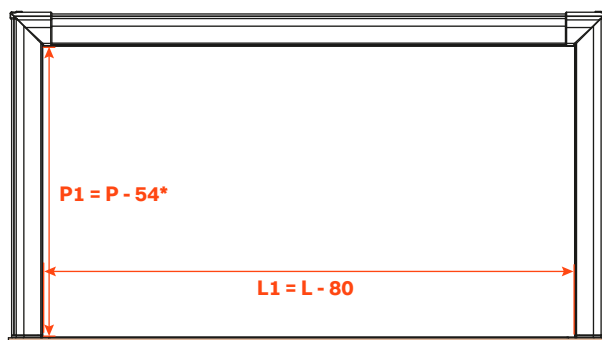 P1 = P - 54*
L1 = L - 80